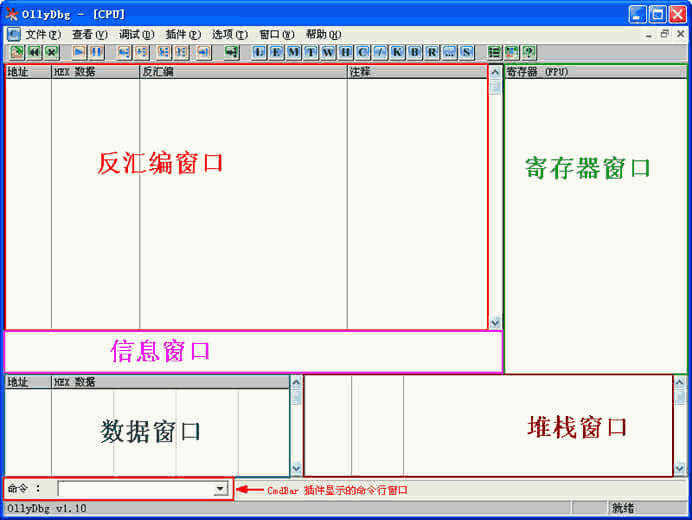 OllyDbg - [CPU]
文件(F) 查看(V) 调试(D) 插件(P) 选项(T) 窗口(W) 帮助(H)
L E M T W H C / K B R ... S ?
地址 HEX 数据 反汇编 注释 寄存器 (FPU)
反汇编窗口 寄存器窗口
信息窗口
地址 HEX 数据
数据窗口 堆栈窗口
命令 : CmdBar 插件显示的命令行窗口
OllyDbg v1.10 就绪